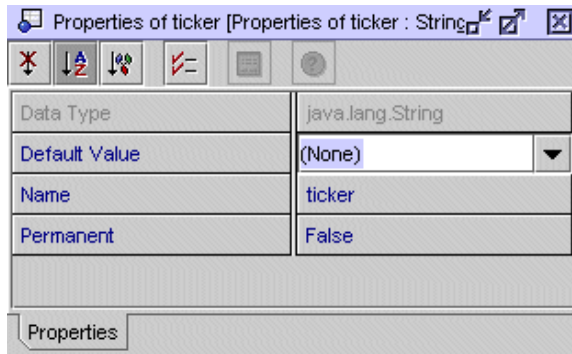 Properties of ticker [Properties of ticker : String
Data Type java.lang.String
Default Value (None)
Name ticker
Permanent False
Properties